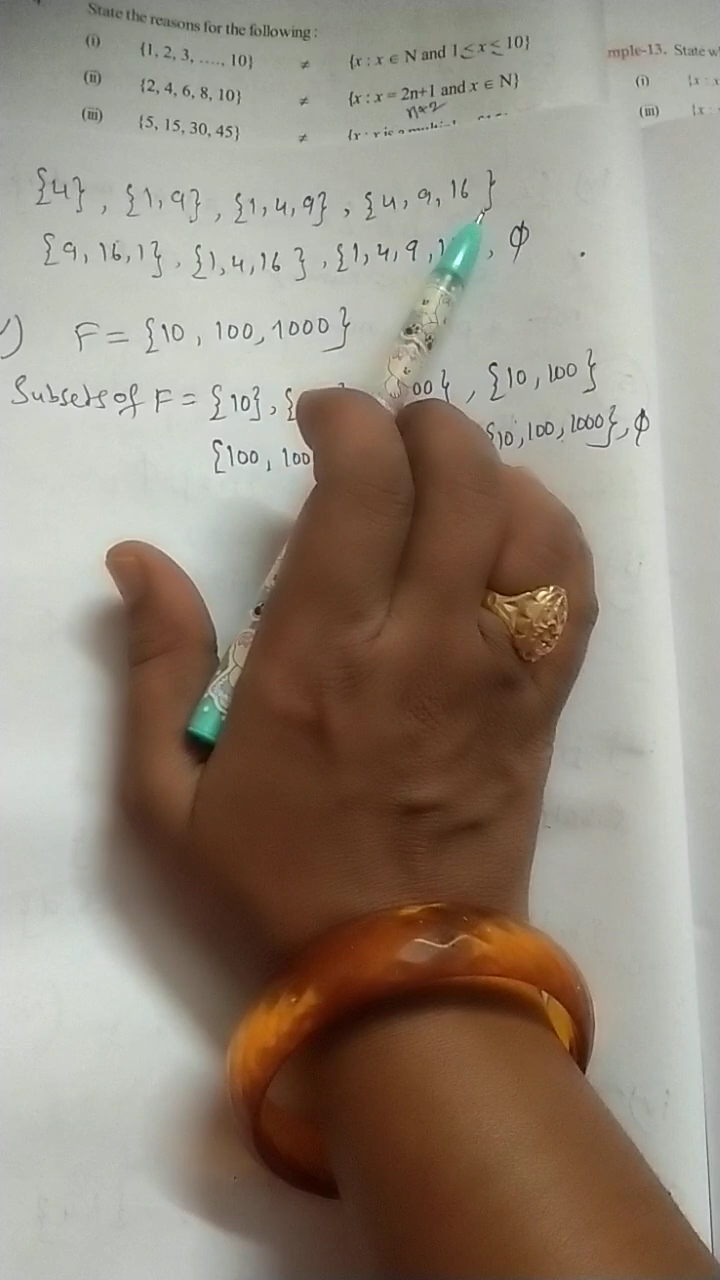 State the reasons for the following :
(i) {1, 2, 3, ...., 10} ≠ {x : x ∈ N and 1 ≤ x ≤ 10}
(ii) {2, 4, 6, 8, 10} ≠ {x : x = 2n+1 and x ∈ N}
(iii) {5, 15, 30, 45} ≠ {x : x is a
mple-13. State w
(i) {x : x
(iii) {x :
{4} , {1, 9} , {1, 4, 9} , {4, 9, 16 }
{9, 16, 1} , {1, 4, 16 } , {1, 4, 9, 1 , φ .
) F = {10, 100, 1000}
Subsets of F = {10} , { 00} , {10, 100}
{100, 100 {10, 100, 1000} , φ